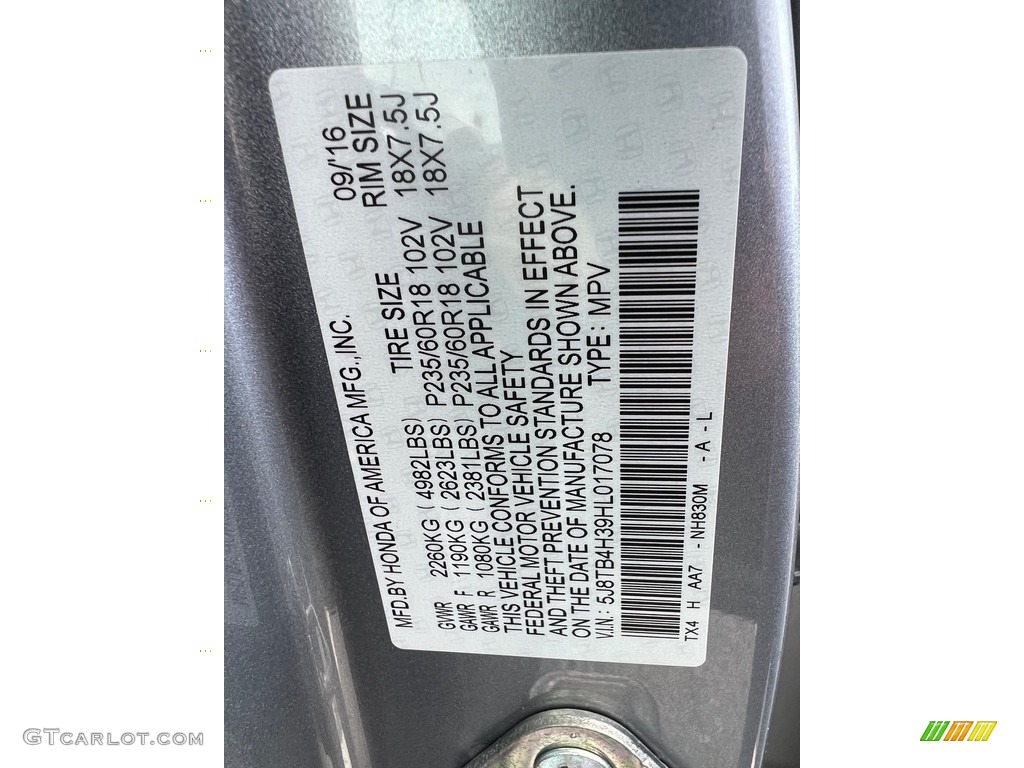 MFD. BY HONDA OF AMERICA MFG., INC. 09/'16
TIRE SIZE RIM SIZE
GVWR 2260KG ( 4982LBS)
GAWR F 1190KG ( 2623LBS) P235/60R18 102V 18X7.5J
GAWR R 1080KG ( 2381LBS) P235/60R18 102V 18X7.5J
THIS VEHICLE CONFORMS TO ALL APPLICABLE
FEDERAL MOTOR VEHICLE SAFETY
AND THEFT PREVENTION STANDARDS IN EFFECT
ON THE DATE OF MANUFACTURE SHOWN ABOVE.
V.I.N.: 5J8TB4H39HL017078 TYPE: MPV
TX4 H AA7 - NH830M - A - L
GTCARLOT.COM